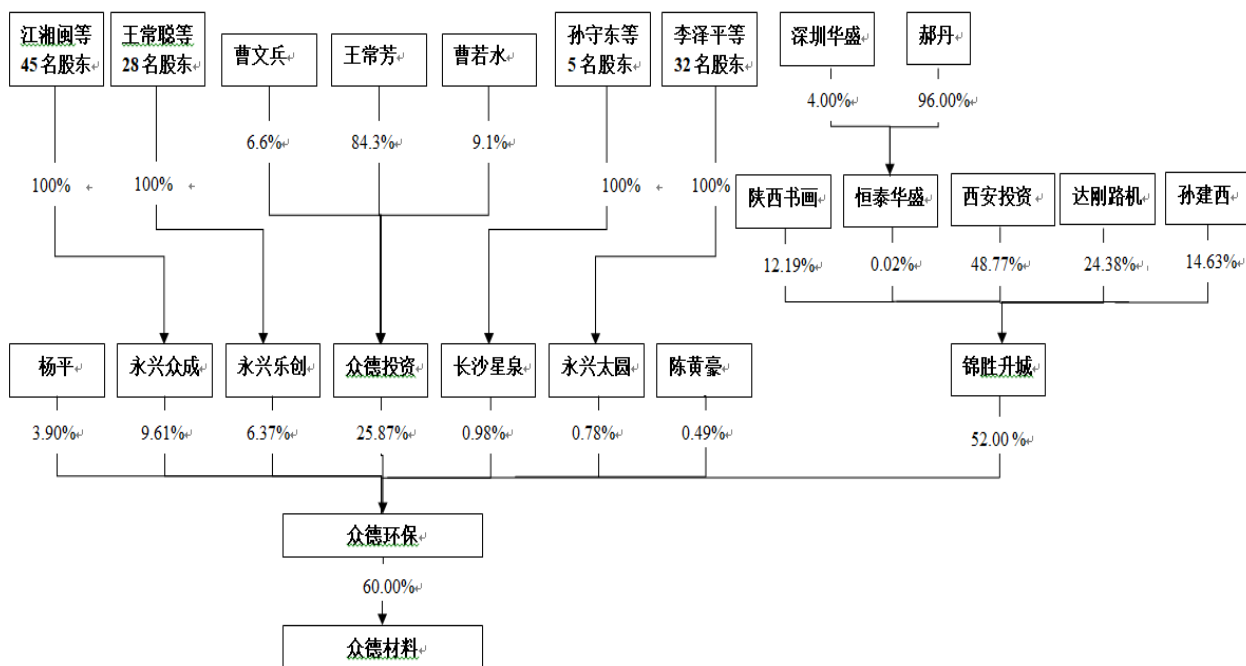 江湘闽等
45名股东
王常聪等
28名股东
曹文兵
王常芳
曹若水
孙守东等
5名股东
李泽平等
32名股东
深圳华盛
郝丹
4.00%
96.00%
6.6%
84.3%
9.1%
100%
100%
100%
100%
陕西书画
恒泰华盛
西安投资
达刚路机
孙建西
12.19%
0.02%
48.77%
24.38%
14.63%
杨平
永兴众成
永兴乐创
众德投资
长沙星泉
永兴太圆
陈黄豪
锦胜升城
3.90%
9.61%
6.37%
25.87%
0.98%
0.78%
0.49%
52.00%
众德环保
60.00%
众德材料